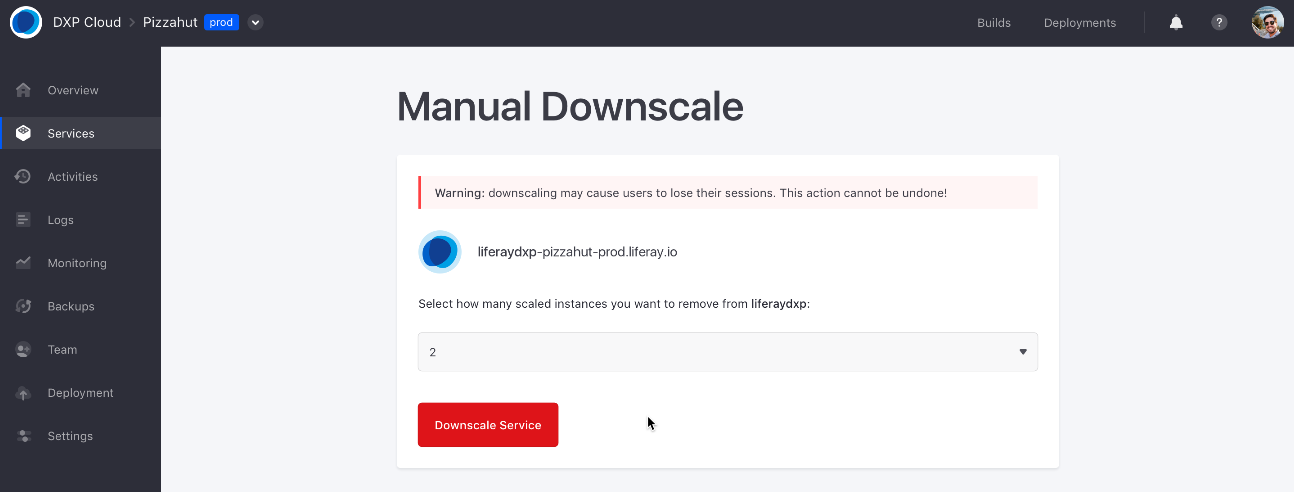 DXP Cloud > Pizzahut prod
Builds
Deployments
?
Overview
Services
Activities
Logs
Monitoring
Backups
Team
Deployment
Settings
Manual Downscale
Warning: downscaling may cause users to lose their sessions. This action cannot be undone!
liferaydxp-pizzahut-prod.liferay.io
Select how many scaled instances you want to remove from liferaydxp:
2
Downscale Service